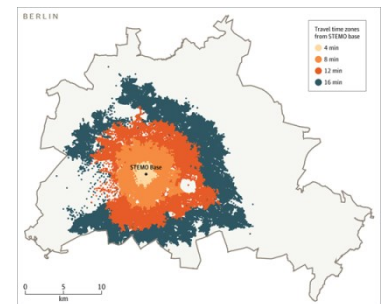 BERLIN
Travel time zones
from STEMO base
4 min
8 min
12 min
16 min
STEMO Base
0 5 10
km